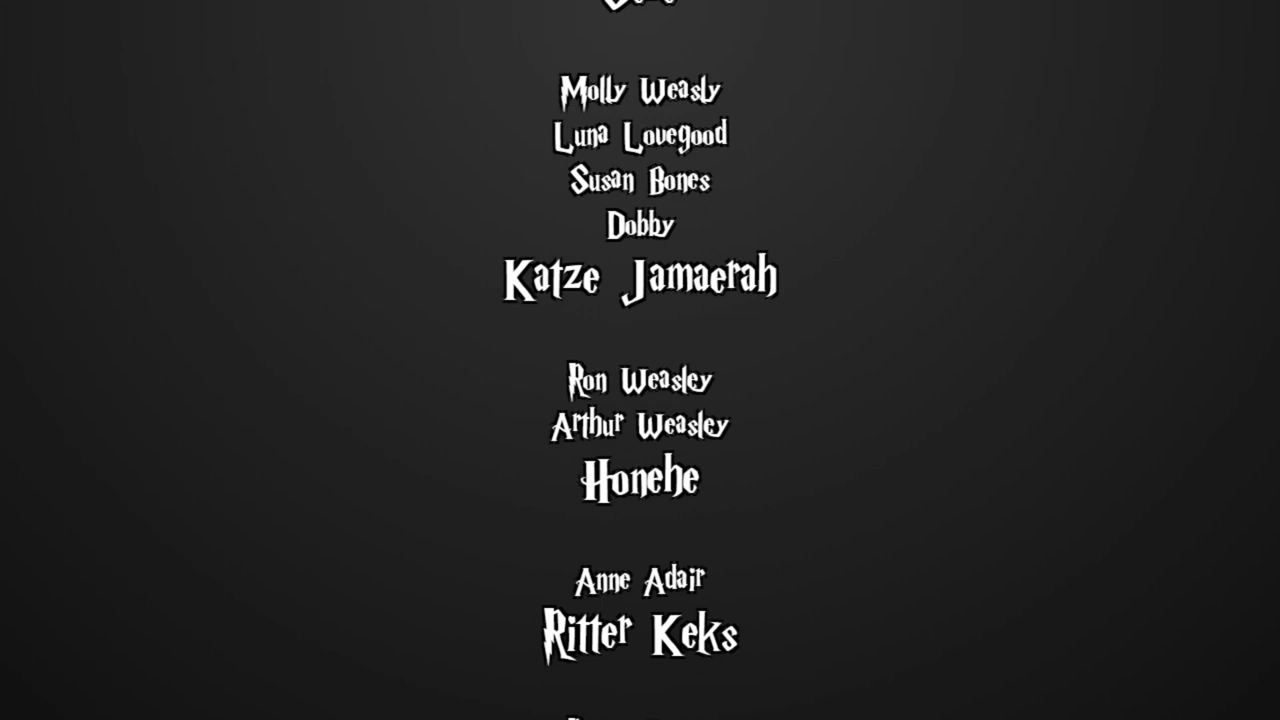 Molly Weasly
Luna Lovegood
Susan Bones
Dobby
Katze Jamaerah
Ron Weasley
Arthur Weasley
Honehe
Anne Adair
Ritter Keks